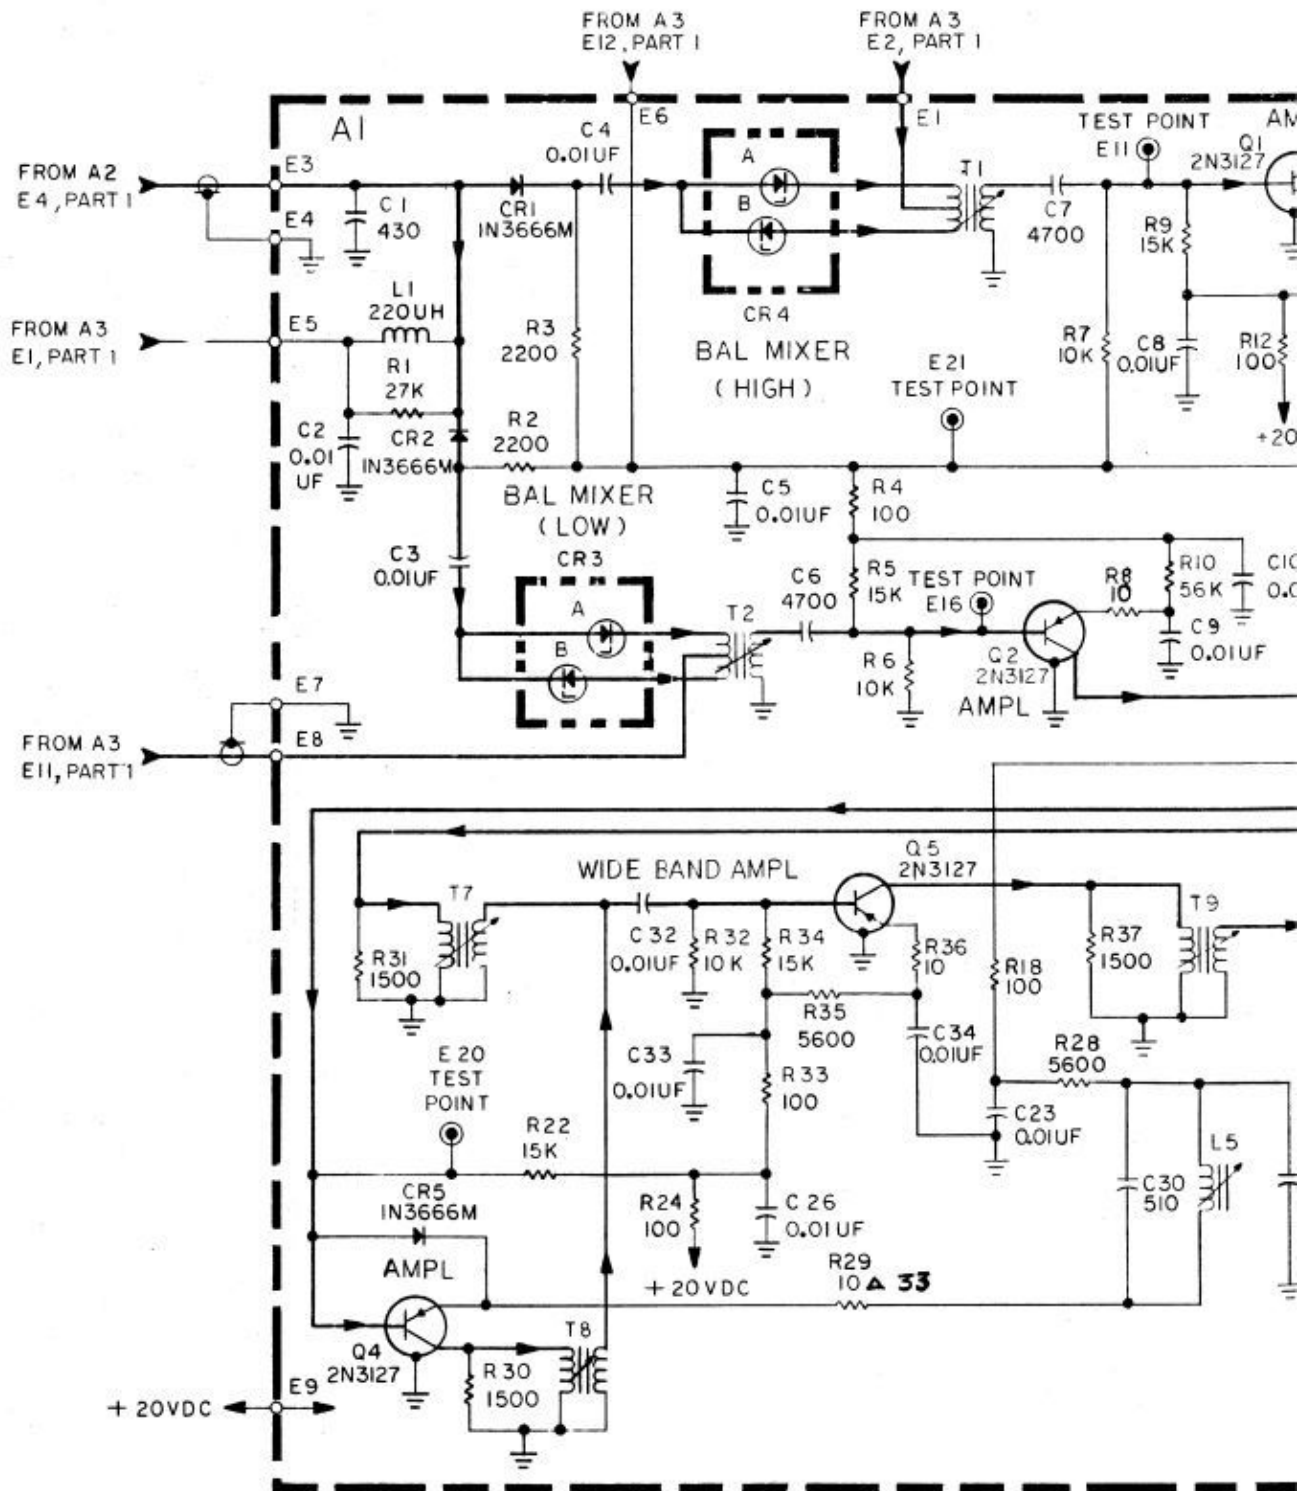 FROM A3
E12, PART 1
FROM A3
E2, PART 1
A1
E6
E1
C4
0.01UF
TEST POINT
E11
AM
Q1
2N3127
FROM A2
E4, PART 1
E3
E4
C1
430
CR1
1N3666M
A
B
CR4
BAL MIXER
(HIGH)
T1
C7
4700
R9
15K
FROM A3
E1, PART 1
E5
L1
220UH
R1
27K
R3
2200
R7
10K
C8
0.01UF
R12
100
+20
E21
TEST POINT
C2
0.01
UF
CR2
1N3666M
R2
2200
BAL MIXER
(LOW)
C5
0.01UF
R4
100
C3
0.01UF
CR3
A
B
T2
C6
4700
R5
15K
TEST POINT
E16
R8
10
R10
56K
C10
0.0
C9
0.01UF
R6
10K
Q2
2N3127
AMPL
E7
FROM A3
E11, PART 1
E8
WIDE BAND AMPL
Q5
2N3127
T7
T9
R31
1500
C32
0.01UF
R32
10K
R34
15K
R36
10
R18
100
R37
1500
R35
5600
C34
0.01UF
R28
5600
E20
TEST
POINT
C33
0.01UF
R33
100
C23
0.01UF
L5
R22
15K
C30
510
CR5
1N3666M
R24
100
C26
0.01UF
AMPL
+20VDC
R29
10 33
Q4
2N3127
T8
R30
1500
+20VDC
E9